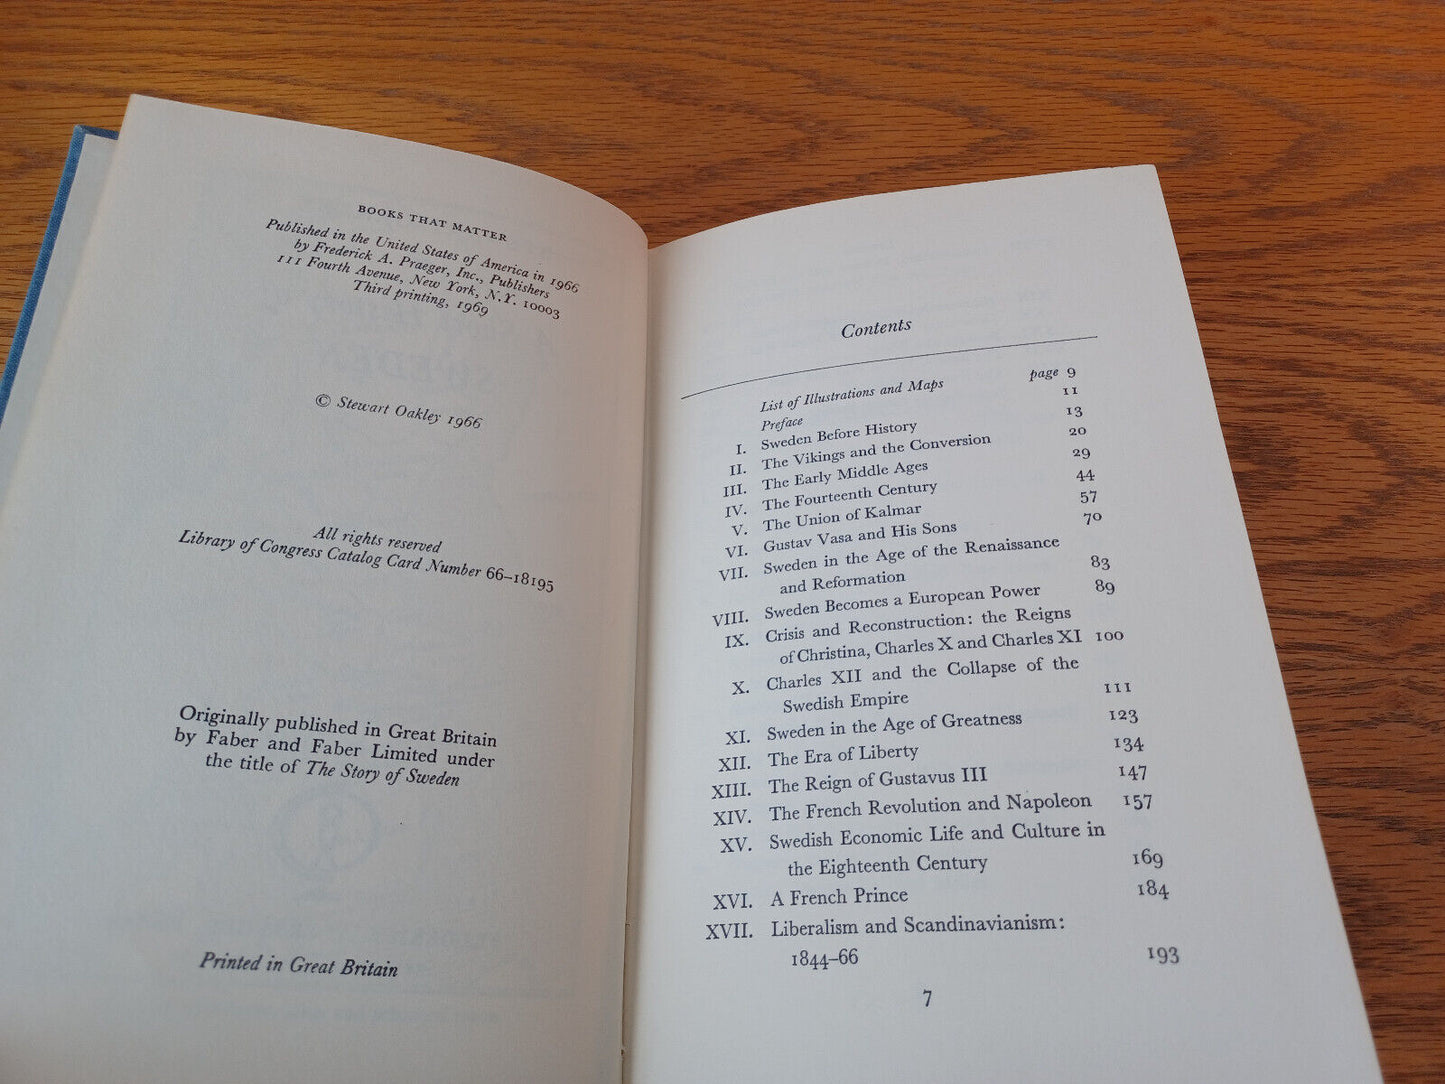 BOOKS THAT MATTER
Published in the United States of America in 1966
by Frederick A. Praeger, Inc., Publishers
111 Fourth Avenue, New York, N.Y. 10003
Third printing, 1969
© Stewart Oakley 1966
All rights reserved
Library of Congress Catalog Card Number 66–18195
Originally published in Great Britain
by Faber and Faber Limited under
the title of The Story of Sweden
Printed in Great Britain
Contents
List of Illustrations and Maps page 9
Preface 11
I. Sweden Before History 13
II. The Vikings and the Conversion 20
III. The Early Middle Ages 29
IV. The Fourteenth Century 44
V. The Union of Kalmar 57
VI. Gustav Vasa and His Sons 70
VII. Sweden in the Age of the Renaissance
and Reformation 83
VIII. Sweden Becomes a European Power 89
IX. Crisis and Reconstruction: the Reigns
of Christina, Charles X and Charles XI 100
X. Charles XII and the Collapse of the
Swedish Empire 111
XI. Sweden in the Age of Greatness 123
XII. The Era of Liberty 134
XIII. The Reign of Gustavus III 147
XIV. The French Revolution and Napoleon 157
XV. Swedish Economic Life and Culture in
the Eighteenth Century 169
XVI. A French Prince 184
XVII. Liberalism and Scandinavianism:
1844–66 193
7